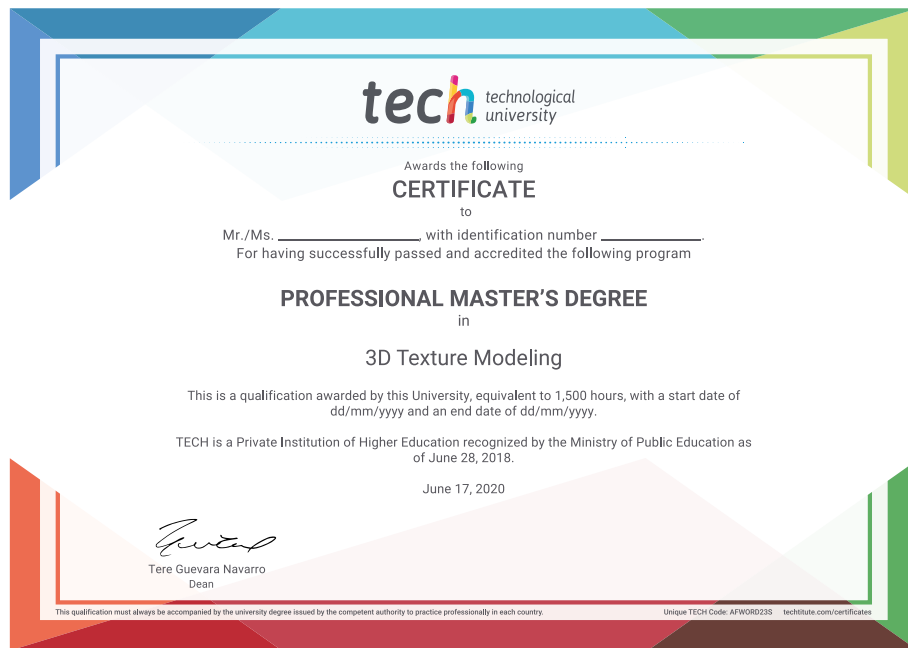 tech technological
university
Awards the following
CERTIFICATE
to
Mr./Ms. ____________________, with identification number ______________.
For having successfully passed and accredited the following program
PROFESSIONAL MASTER'S DEGREE
in
3D Texture Modeling
This is a qualification awarded by this University, equivalent to 1,500 hours, with a start date of
dd/mm/yyyy and an end date of dd/mm/yyyy.
TECH is a Private Institution of Higher Education recognized by the Ministry of Public Education as
of June 28, 2018.
June 17, 2020
Tere Guevara Navarro
Dean
This qualification must always be accompanied by the university degree issued by the competent authority to practice professionally in each country.
Unique TECH Code: AFWORD23S techtitute.com/certificates